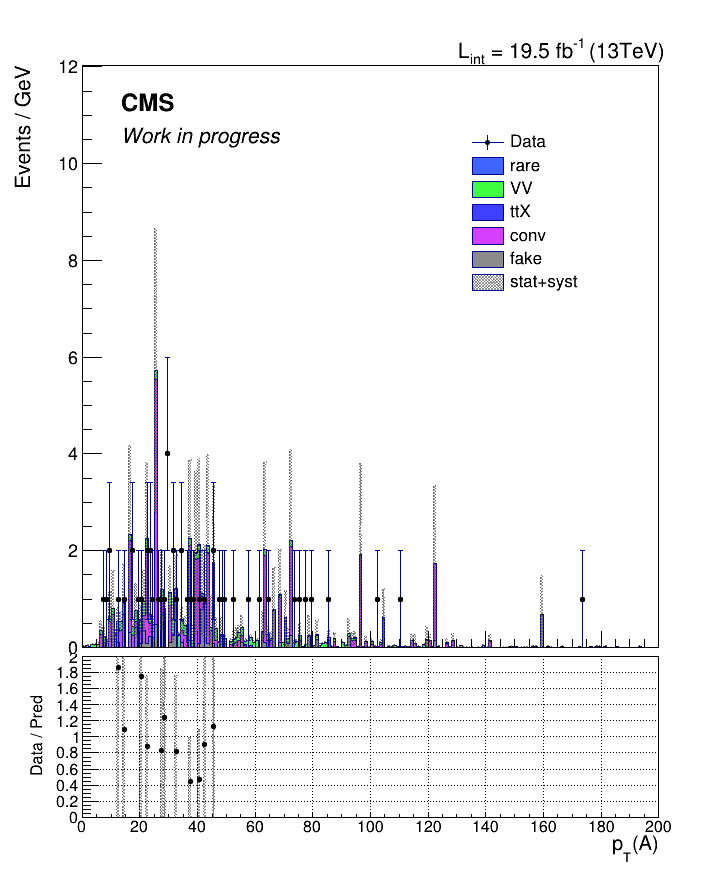 L_int = 19.5 fb^-1 (13TeV)
Events / GeV
12
10
8
6
4
2
0
CMS
Work in progress
Data
rare
VV
ttX
conv
fake
stat+syst
Data / Pred
2
1.8
1.6
1.4
1.2
1
0.8
0.6
0.4
0.2
0
0 20 40 60 80 100 120 140 160 180 200
p_T(A)